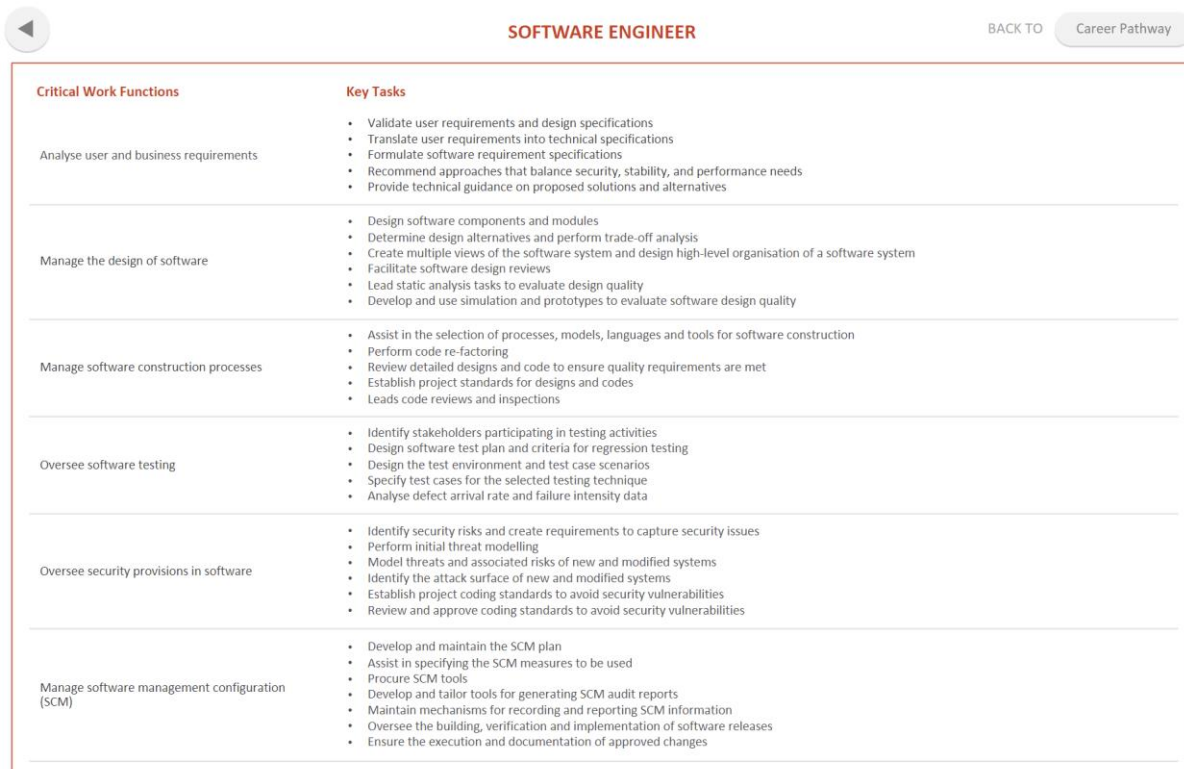 SOFTWARE ENGINEER
BACK TO
Career Pathway
Critical Work Functions
Key Tasks
Analyse user and business requirements
• Validate user requirements and design specifications
• Translate user requirements into technical specifications
• Formulate software requirement specifications
• Recommend approaches that balance security, stability, and performance needs
• Provide technical guidance on proposed solutions and alternatives
Manage the design of software
• Design software components and modules
• Determine design alternatives and perform trade-off analysis
• Create multiple views of the software system and design high-level organisation of a software system
• Facilitate software design reviews
• Lead static analysis tasks to evaluate design quality
• Develop and use simulation and prototypes to evaluate software design quality
Manage software construction processes
• Assist in the selection of processes, models, languages and tools for software construction
• Perform code re-factoring
• Review detailed designs and code to ensure quality requirements are met
• Establish project standards for designs and codes
• Leads code reviews and inspections
Oversee software testing
• Identify stakeholders participating in testing activities
• Design software test plan and criteria for regression testing
• Design the test environment and test case scenarios
• Specify test cases for the selected testing technique
• Analyse defect arrival rate and failure intensity data
Oversee security provisions in software
• Identify security risks and create requirements to capture security issues
• Perform initial threat modelling
• Model threats and associated risks of new and modified systems
• Identify the attack surface of new and modified systems
• Establish project coding standards to avoid security vulnerabilities
• Review and approve coding standards to avoid security vulnerabilities
Manage software management configuration
(SCM)
• Develop and maintain the SCM plan
• Assist in specifying the SCM measures to be used
• Procure SCM tools
• Develop and tailor tools for generating SCM audit reports
• Maintain mechanisms for recording and reporting SCM information
• Oversee the building, verification and implementation of software releases
• Ensure the execution and documentation of approved changes